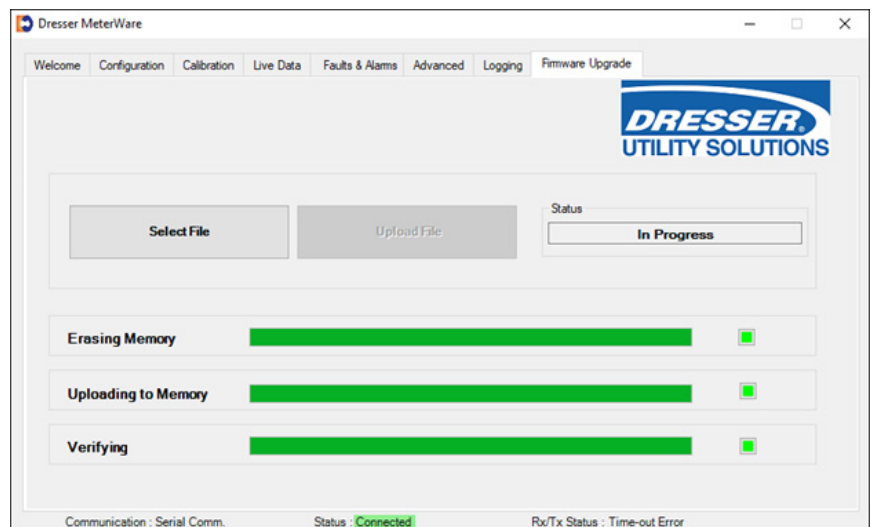 Dresser MeterWare
Welcome Configuration Calibration Live Data Faults & Alarms Advanced Logging Firmware Upgrade
DRESSER®
UTILITY SOLUTIONS
Status
Select File Upload File In Progress
Erasing Memory
Uploading to Memory
Verifying
Communication : Serial Comm. Status : Connected Rx/Tx Status : Time-out Error